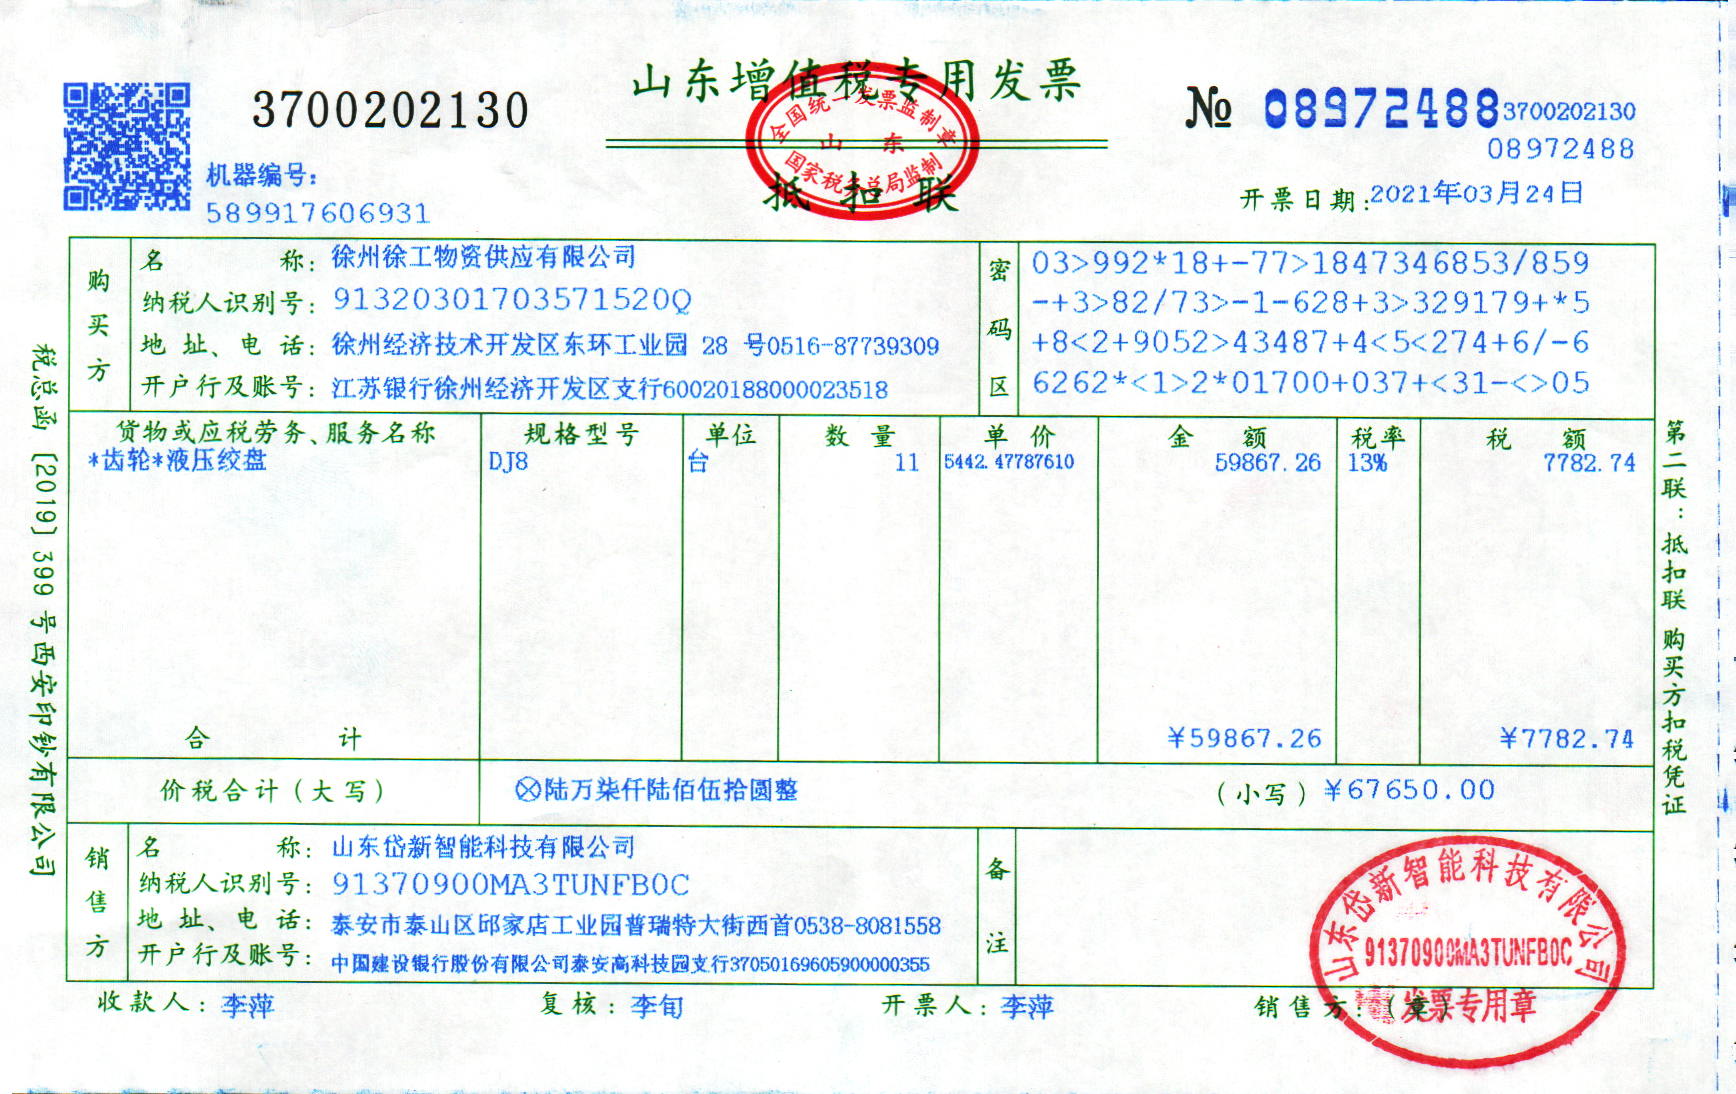 山东增值税专用发票
3700202130
№ 08972488
3700202130
08972488
全国统一发票监制章
山东
国家税务总局监制
抵扣联
机器编号：
589917606931
开票日期:2021年03月24日
购买方
名称：徐州徐工物资供应有限公司
纳税人识别号：91320301703571520Q
地址、电话：徐州经济技术开发区东环工业园 28 号0516-87739309
开户行及账号：江苏银行徐州经济开发区支行60020188000023518
密码区
03>992*18+-77>1847346853/859
-+3>82/73>-1-628+3>329179+*5
+8<2+9052>43487+4<5<274+6/-6
6262*<1>2*01700+037+<31-<>05
货物或应税劳务、服务名称 规格型号 单位 数量 单价 金额 税率 税额
*齿轮*液压绞盘 DJ8 台 11 5442.47787610 59867.26 13% 7782.74
合计 ¥59867.26 ¥7782.74
价税合计（大写） ⊗陆万柒仟陆佰伍拾圆整 （小写）¥67650.00
销售方
名称：山东岱新智能科技有限公司
纳税人识别号：91370900MA3TUNFB0C
地址、电话：泰安市泰山区邱家店工业园普瑞特大街西首0538-8081558
开户行及账号：中国建设银行股份有限公司泰安高科技园支行37050169605900000355
备注
收款人：李萍 复核：李旬 开票人：李萍 销售方：（章）
山东岱新智能科技有限公司
91370900MA3TUNFB0C
发票专用章
税总函〔2019〕399号西安印钞有限公司
第二联：抵扣联 购买方扣税凭证